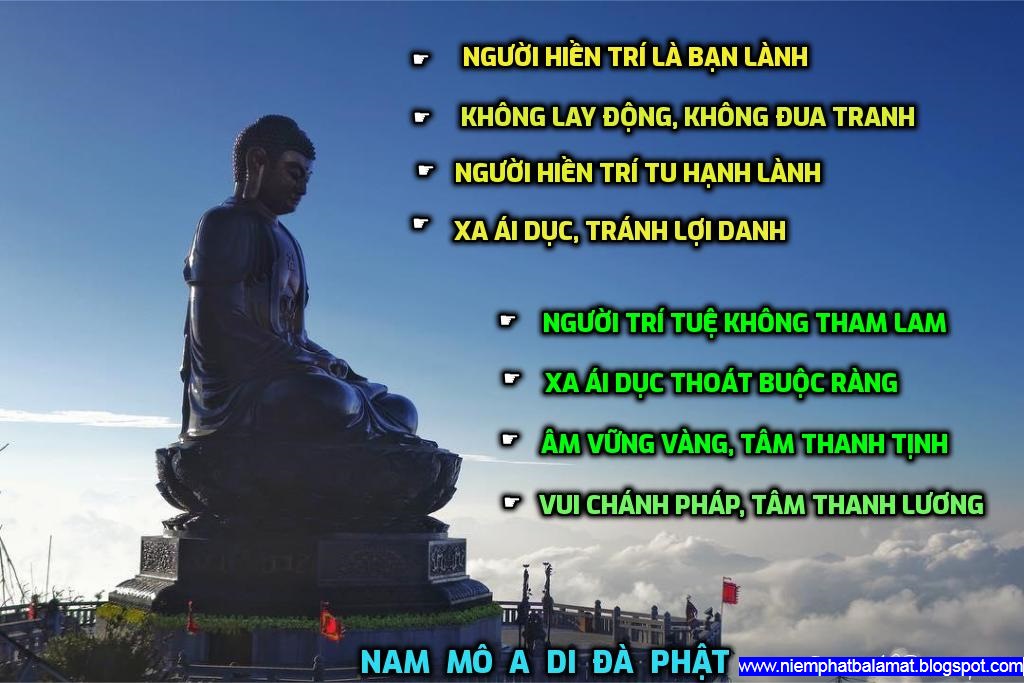 ☛ NGƯỜI HIỀN TRÍ LÀ BẠN LÀNH
☛ KHÔNG LAY ĐỘNG, KHÔNG ĐUA TRANH
☛ NGƯỜI HIỀN TRÍ TU HẠNH LÀNH
☛ XA ÁI DỤC, TRÁNH LỢI DANH
☛ NGƯỜI TRÍ TUỆ KHÔNG THAM LAM
☛ XA ÁI DỤC THOÁT BUỘC RÀNG
☛ ÂM VỮNG VÀNG, TÂM THANH TỊNH
☛ VUI CHÁNH PHÁP, TÂM THANH LƯƠNG
NAM MÔ A DI ĐÀ PHẬT
www.niemphatbalamat.blogspot.com